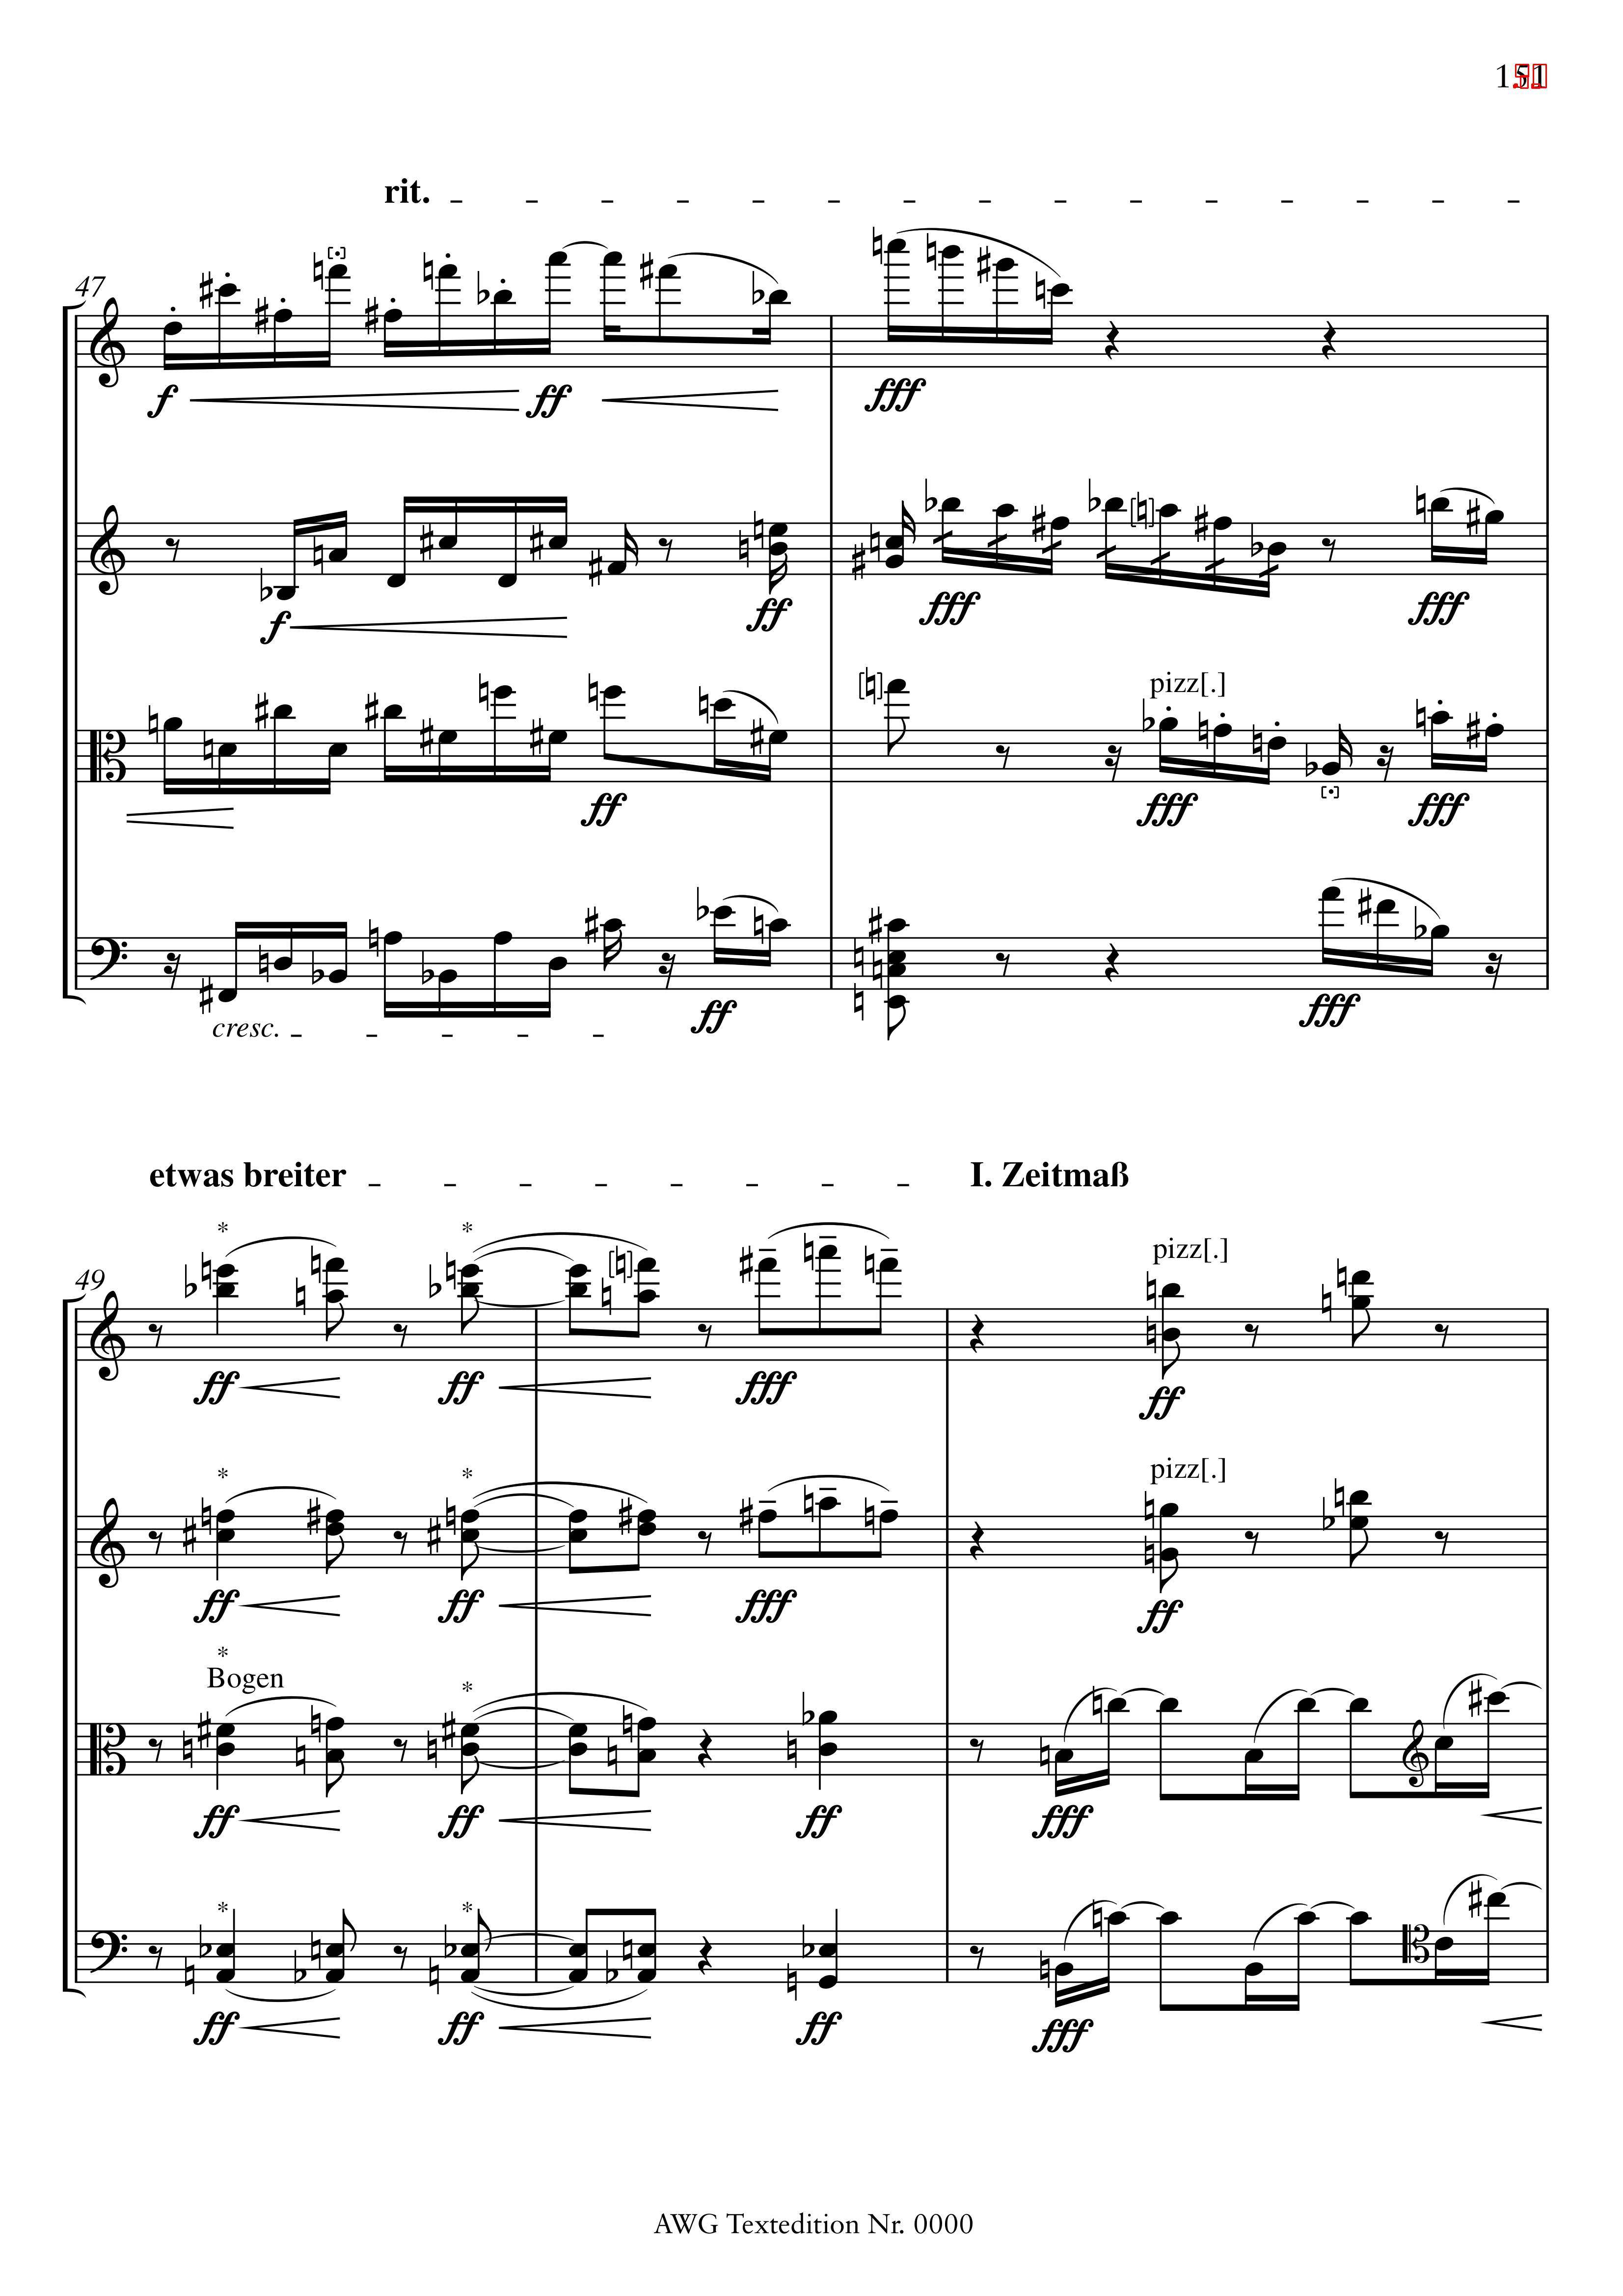 151
rit.
47
f ff fff
f ff fff fff
pizz[.]
ff fff fff
cresc. ff fff
etwas breiter I. Zeitmaß
49
* * pizz[.]
ff ff fff ff
* * pizz[.]
ff ff fff ff
*
Bogen *
ff ff ff fff
* *
ff ff ff fff
AWG Textedition Nr. 0000